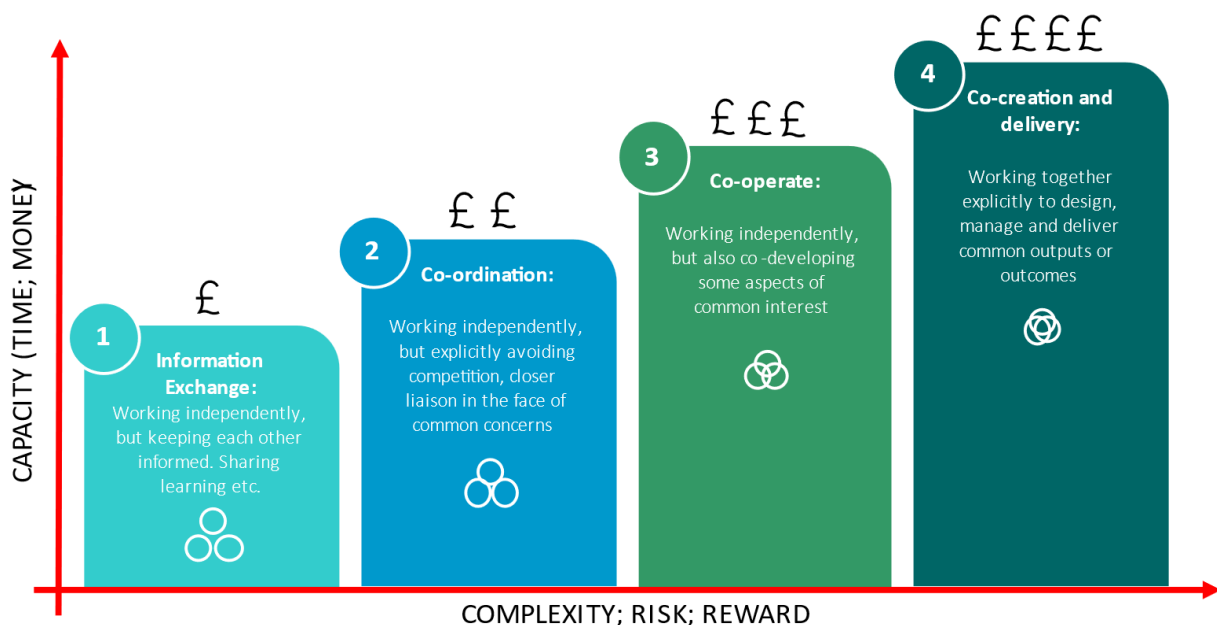 CAPACITY (TIME; MONEY)
£
1
Information
Exchange:
Working independently,
but keeping each other
informed. Sharing
learning etc.
£ £
2
Co-ordination:
Working independently,
but explicitly avoiding
competition, closer
liaison in the face of
common concerns
£ £ £
3
Co-operate:
Working independently,
but also co -developing
some aspects of
common interest
£ £ £ £
4
Co-creation and
delivery:
Working together
explicitly to design,
manage and deliver
common outputs or
outcomes
COMPLEXITY; RISK; REWARD